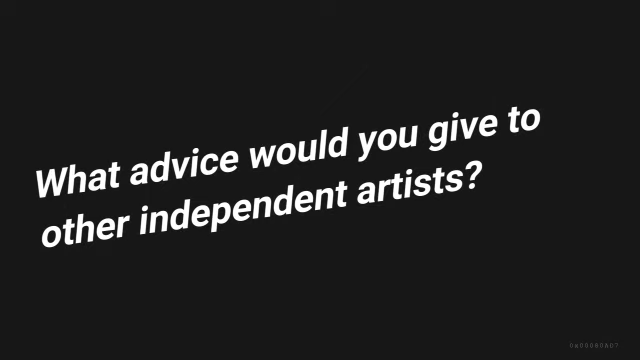 What advice would you give to
other independent artists?